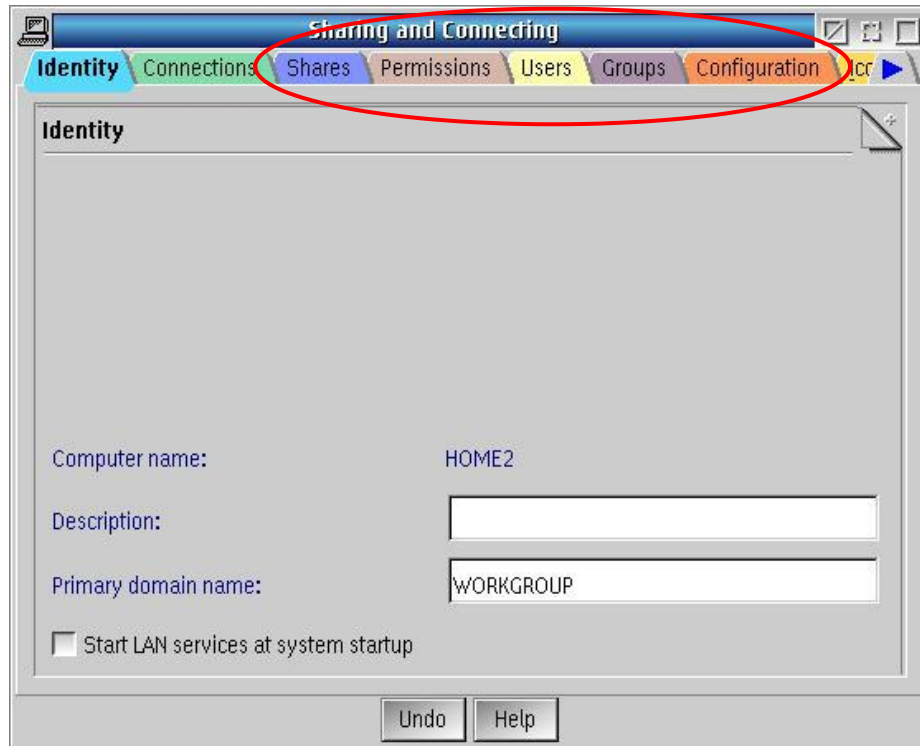 Sharing and Connecting
Identity Connections Shares Permissions Users Groups Configuration
Identity
Computer name: HOME2
Description:
Primary domain name: WORKGROUP
Start LAN services at system startup
Undo Help